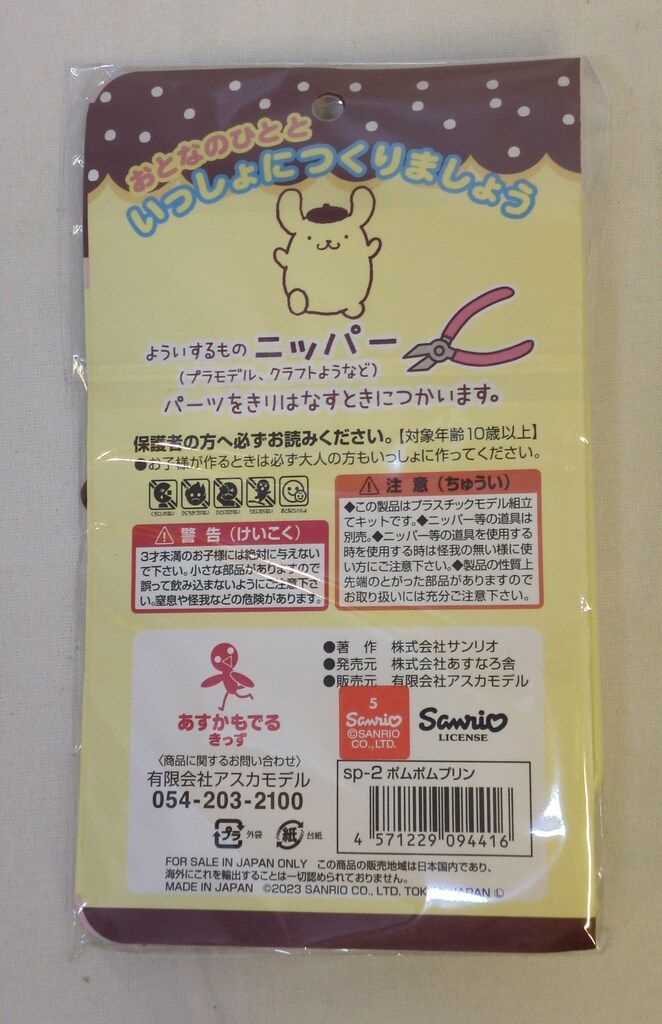 おとなのひとと
いっしょにつくりましょう
よういするもの ニッパー
(プラモデル、クラフトようなど)
パーツをきりはなすときにつかいます。
保護者の方へ必ずお読みください。【対象年齢10歳以上】
●お子様が作るときは必ず大人の方もいっしょに作ってください。
警告(けいこく)
3才未満のお子様には絶対に与えない
で下さい。小さな部品がありますので
誤って飲み込まないようにご注意下さ
い。窒息や怪我などの危険があります。
注意(ちゅうい)
◆この製品はプラスチックモデル組立
てキットです。◆ニッパー等の道具は
別売。◆ニッパー等の道具を使用する
時を使用する時は怪我の無い様に使
い方にご注意下さい。◆製品の性質上
先端のとがった部品がありますので
お取り扱いには充分ご注意下さい。
●著 作 株式会社サンリオ
●発売元 株式会社あすなろ舎
●販売元 有限会社アスカモデル
あすかもでる
きっず
5
Sanrio
©SANRIO
CO.,LTD.
Sanrio
LICENSE
〈商品に関するお問い合わせ〉
有限会社アスカモデル
054-203-2100
プラ 外袋 紙 台紙
sp-2 ポムポムプリン
4 571229 094416
FOR SALE IN JAPAN ONLY この商品の販売地域は日本国内であり、
海外にこれを輸出することは一切認められておりません。
MADE IN JAPAN ©2023 SANRIO CO., LTD. TOKYO, JAPAN Ⓛ